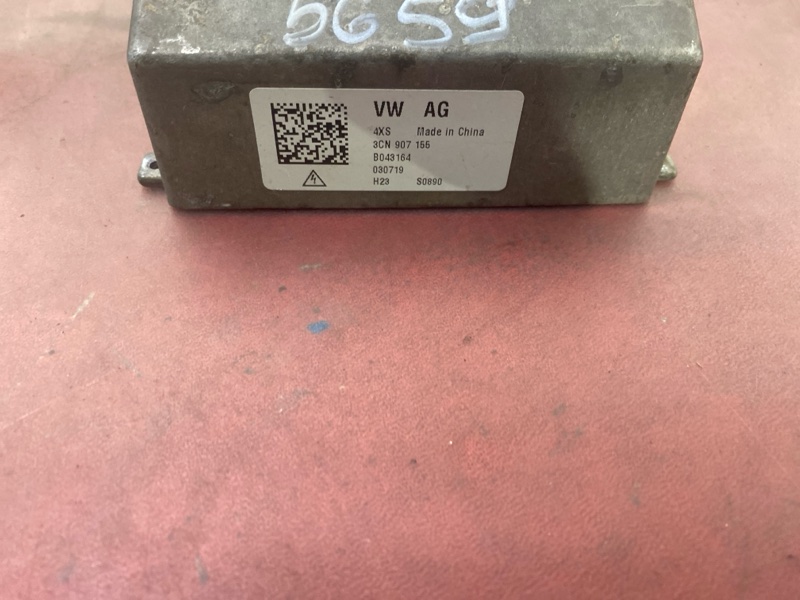 5659
VW AG
4XS Made in China
3CN 907 155
B043164
030719
H23 S0890